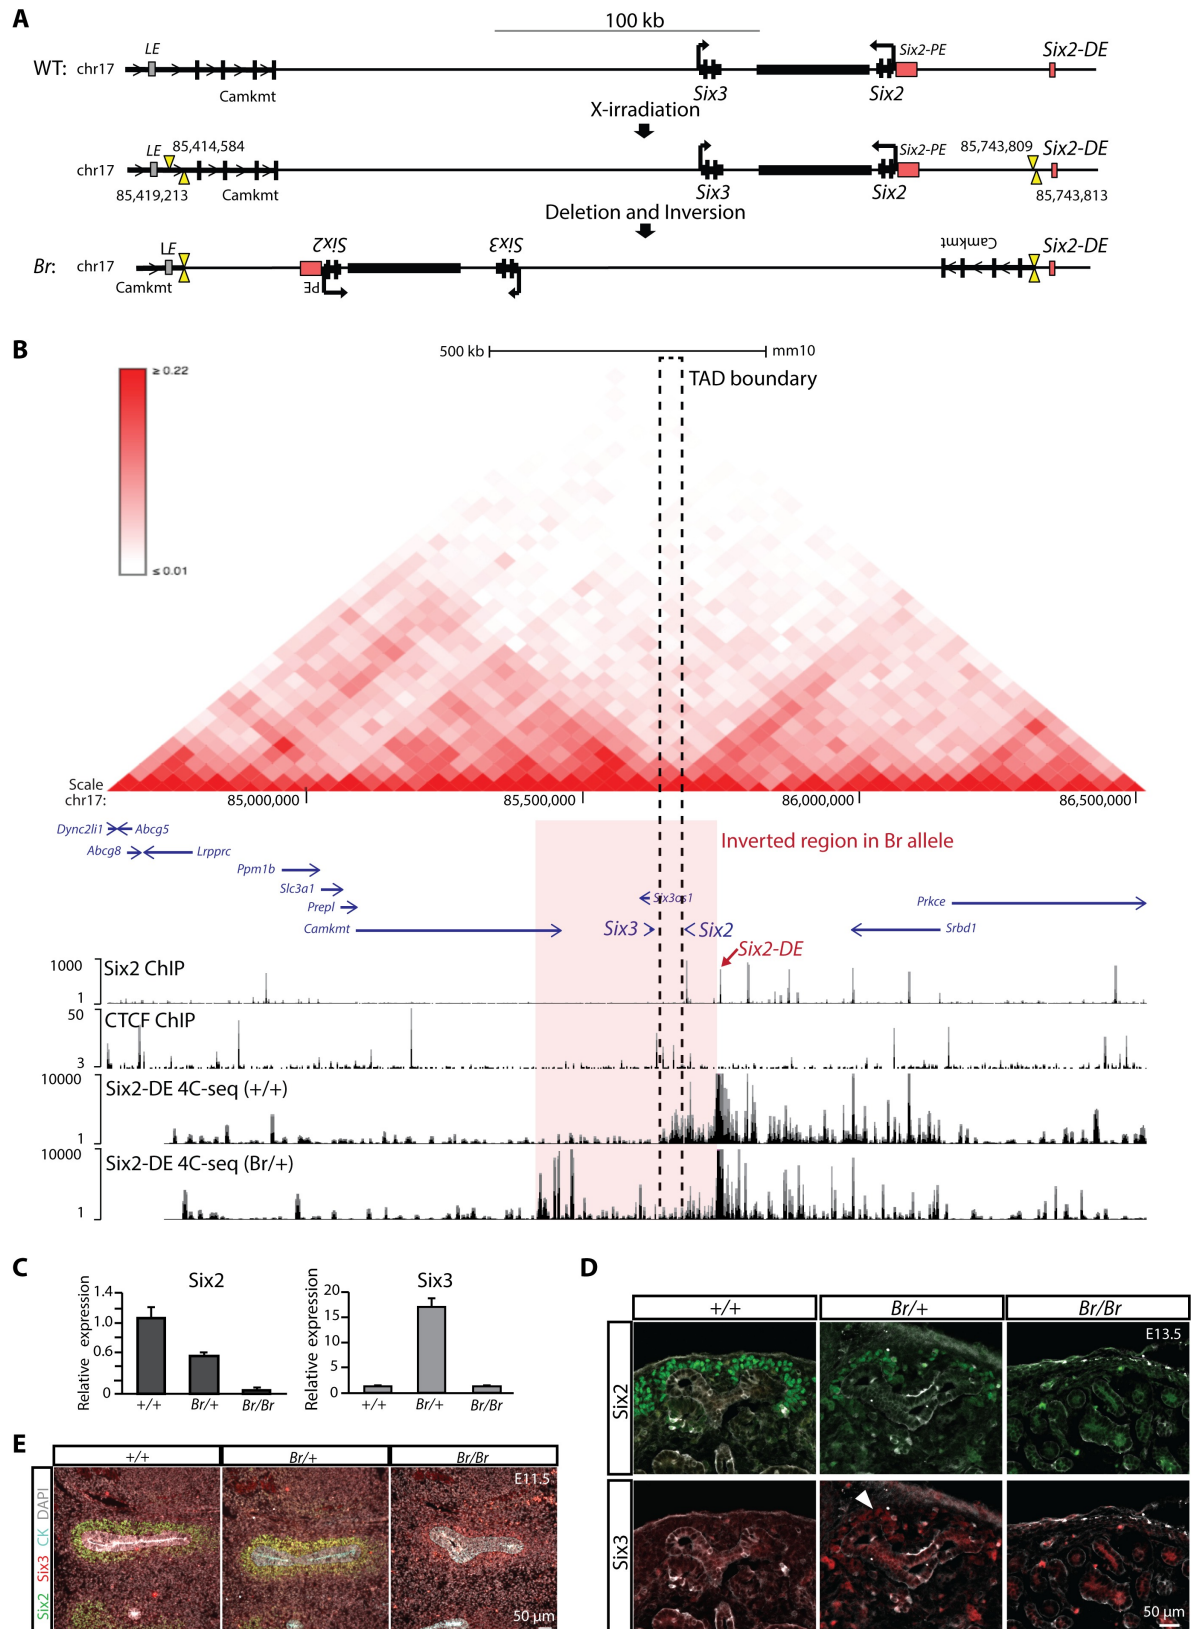 A
100 kb
WT: chr17
LE
Camkmt
Six3
Six2
Six2-PE
Six2-DE
X-irradiation
chr17
LE
85,414,584
85,419,213
Camkmt
Six3
Six2
Six2-PE
85,743,809
Six2-DE
85,743,813
Deletion and Inversion
Br: chr17
LE
Camkmt
PE
Six2
Six3
Camkmt
Six2-DE
B
500 kb
mm10
≥ 0.22
≤ 0.01
TAD boundary
Scale
chr17:
85,000,000
85,500,000
86,000,000
86,500,000
Dync2li1
Abcg5
Abcg8
Lrpprc
Ppm1b
Slc3a1
Prepl
Camkmt
Inverted region in Br allele
Six3os1
Six3
Six2
Prkce
Srbd1
1000
1
Six2 ChIP
Six2-DE
50
3
CTCF ChIP
10000
1
Six2-DE 4C-seq (+/+)
10000
1
Six2-DE 4C-seq (Br/+)
C
Six2
Relative expression
1.4
1.0
0.6
0
+/+ Br/+ Br/Br
Six3
Relative expression
20
15
10
5
0
+/+ Br/+ Br/Br
D
+/+ Br/+ Br/Br
E13.5
Six2
Six3
50 µm
E
+/+ Br/+ Br/Br
E11.5
Six2 Six3 CK DAPI
50 µm